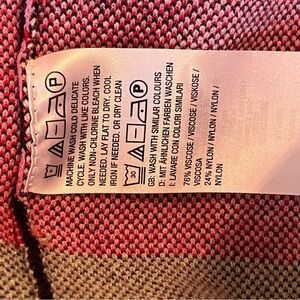 MACHINE WASH COLD DELICATE
CYCLE. WASH WITH LIKE COLORS.
ONLY NON-CHLORINE BLEACH WHEN
NEEDED. LAY FLAT TO DRY. COOL
IRON IF NEEDED. OR DRY CLEAN
P
P
GB: WASH WITH SIMILAR COLOURS
D: MIT ÄHNLICHEN FARBEN WASCHEN
I: LAVARE CON COLORI SIMILARI
76% VISCOSE / VISCOSE / VISKOSE /
VISCOSA
24% NYLON / NYLON / NYLON /
NYLON